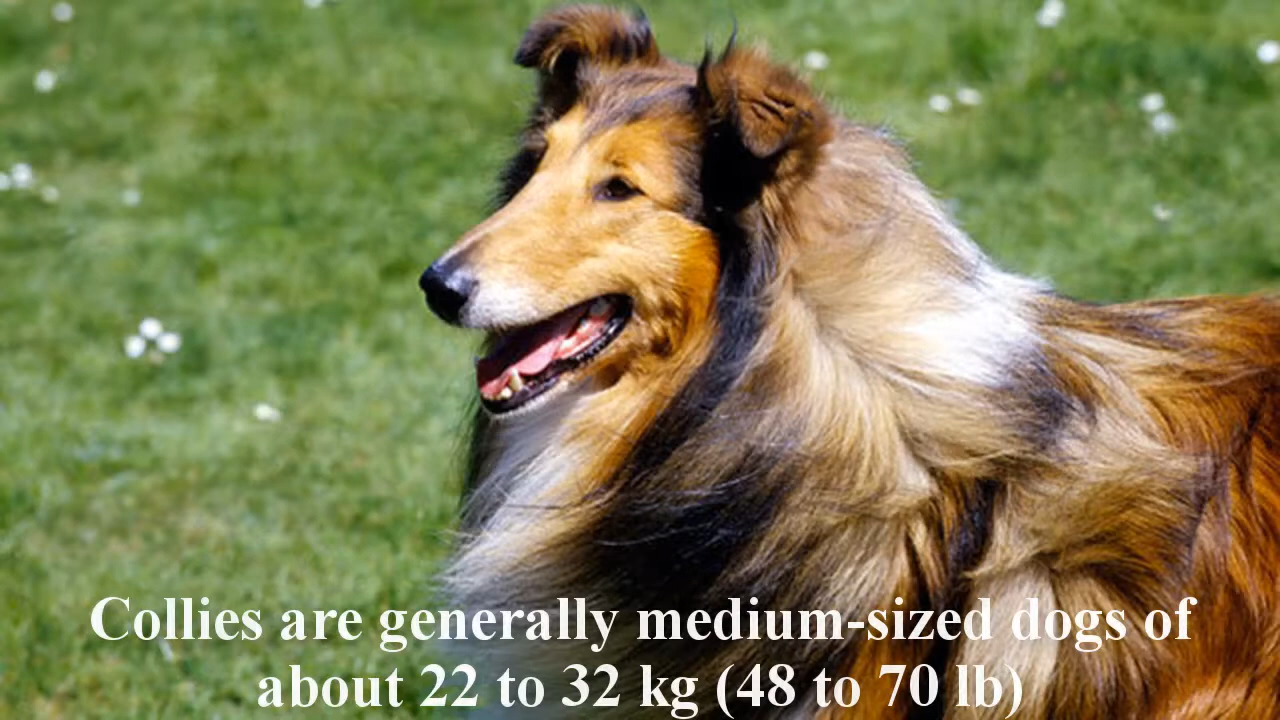 Collies are generally medium-sized dogs of
about 22 to 32 kg (48 to 70 lb)